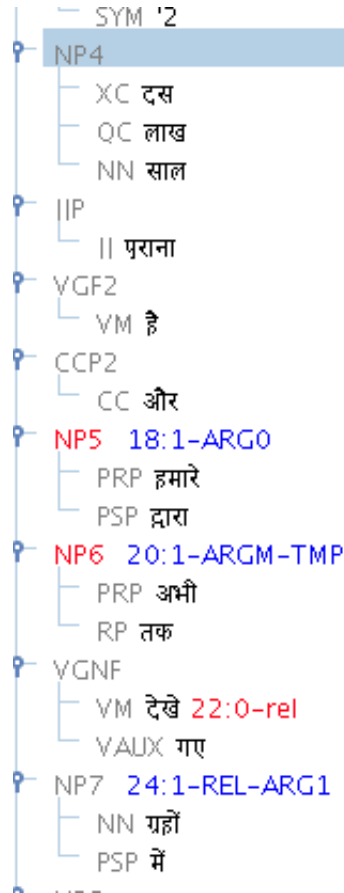 SYM '2
NP4
XC दस
QC लाख
NN साल
IIP
II पुराना
VGF2
VM है
CCP2
CC और
NP5 18:1-ARG0
PRP हमारे
PSP द्वारा
NP6 20:1-ARGM-TMP
PRP अभी
RP तक
VGNF
VM देखे 22:0-rel
VAUX गए
NP7 24:1-REL-ARG1
NN ग्रहों
PSP में